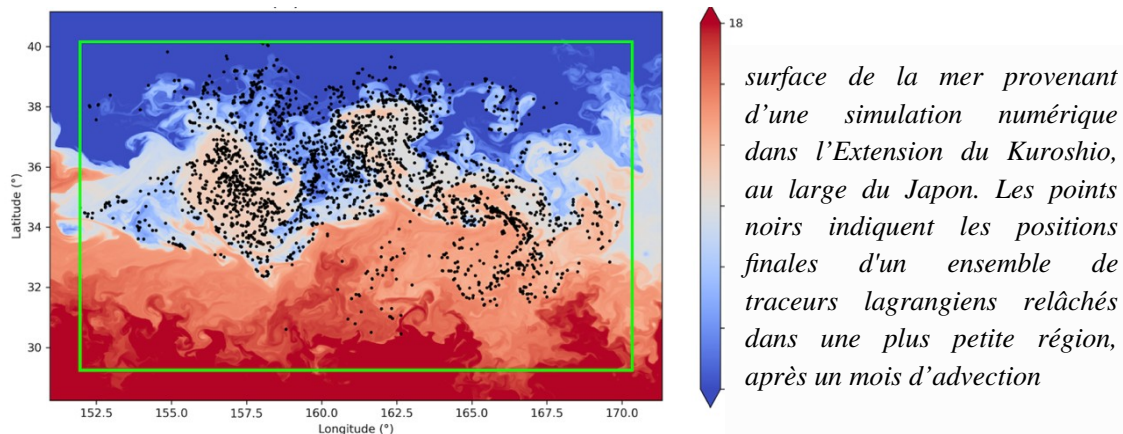 18
40
38
36
34
32
30
Latitude (°)
152.5 155.0 157.5 160.0 162.5 165.0 167.5 170.0
Longitude (°)
surface de la mer provenant
d’une simulation numérique
dans l’Extension du Kuroshio,
au large du Japon. Les points
noirs indiquent les positions
finales d'un ensemble de
traceurs lagrangiens relâchés
dans une plus petite région,
après un mois d’advection